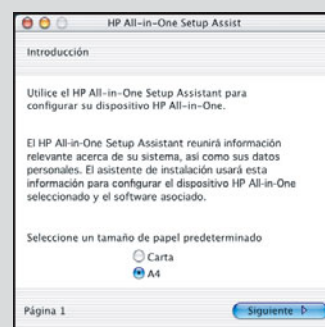 HP All-in-One Setup Assist
Introducción
Utilice el HP All-in-One Setup Assistant para
configurar su dispositivo HP All-in-One.
El HP All-in-One Setup Assistant reunirá información
relevante acerca de su sistema, así como sus datos
personales. El asistente de instalación usará esta
información para configurar el dispositivo HP All-in-One
seleccionado y el software asociado.
Seleccione un tamaño de papel predeterminado
Carta
A4
Página 1 Siguiente